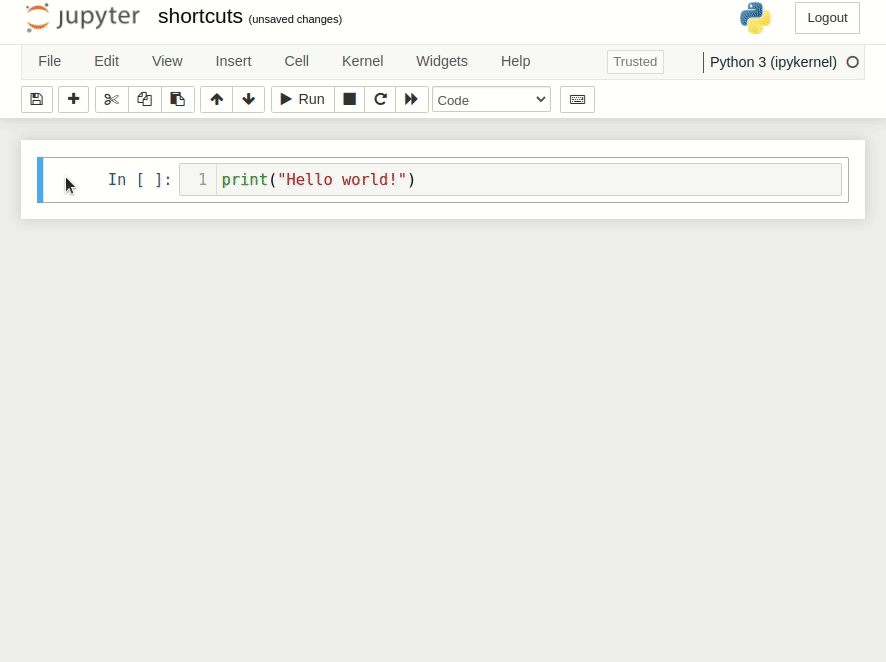 jupyter shortcuts (unsaved changes) Logout
File Edit View Insert Cell Kernel Widgets Help Trusted Python 3 (ipykernel)
Run Code
In [ ]: 1 print("Hello world!")